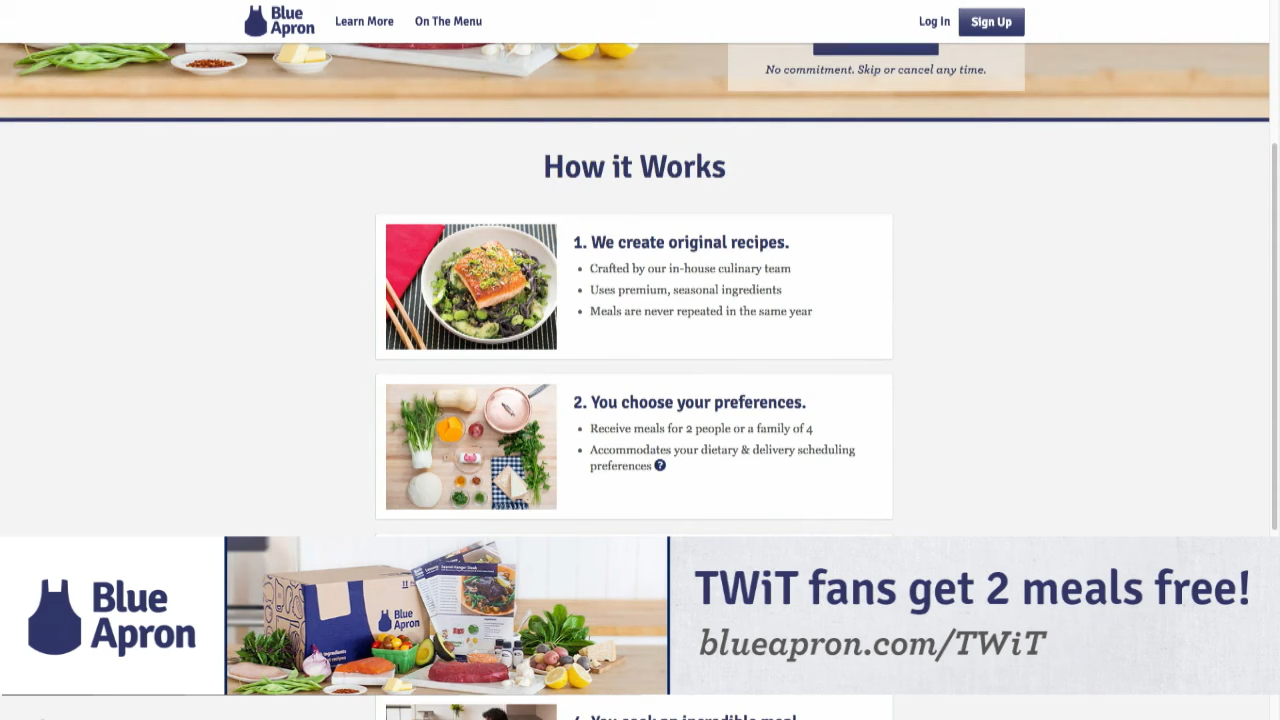 Blue Apron
Learn More
On The Menu
Log In
Sign Up
No commitment. Skip or cancel any time.
How it Works
1. We create original recipes.
• Crafted by our in-house culinary team
• Uses premium, seasonal ingredients
• Meals are never repeated in the same year
2. You choose your preferences.
• Receive meals for 2 people or a family of 4
• Accommodates your dietary & delivery scheduling
preferences ?
Blue
Apron
Blue
Apron
TWiT fans get 2 meals free!
blueapron.com/TWiT